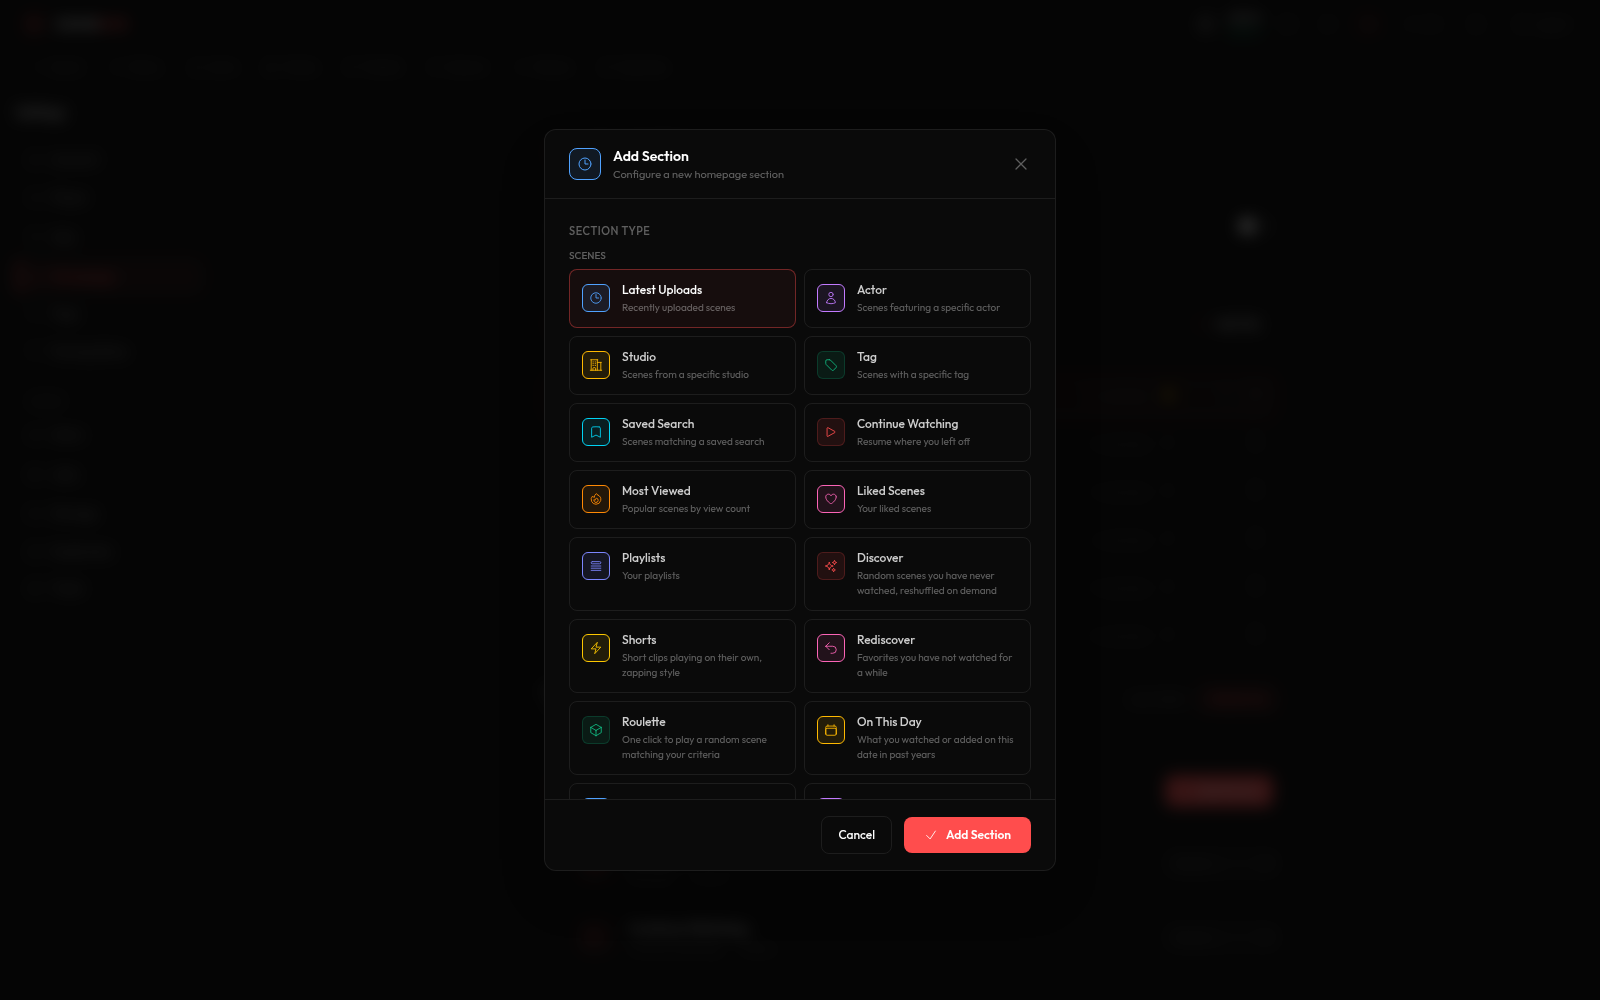 Add Section
Configure a new homepage section
SECTION TYPE
SCENES
Latest Uploads
Recently uploaded scenes
Actor
Scenes featuring a specific actor
Studio
Scenes from a specific studio
Tag
Scenes with a specific tag
Saved Search
Scenes matching a saved search
Continue Watching
Resume where you left off
Most Viewed
Popular scenes by view count
Liked Scenes
Your liked scenes
Playlists
Your playlists
Discover
Random scenes you have never
watched, reshuffled on demand
Shorts
Short clips playing on their own,
zapping style
Rediscover
Favorites you have not watched for
a while
Roulette
One click to play a random scene
matching your criteria
On This Day
What you watched or added on this
date in past years
Cancel
Add Section